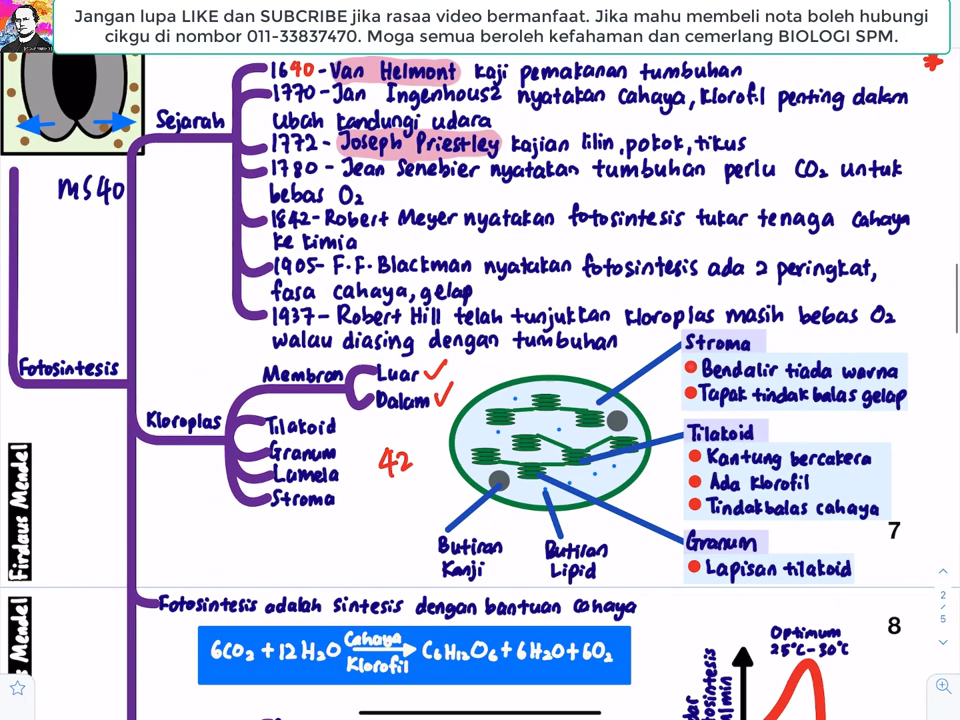 Jangan lupa LIKE dan SUBSCRIBE jika rasaa video bermanfaat. Jika mahu membeli nota boleh hubungi
cikgu di nombor 011-33837470. Moga semua beroleh kefahaman dan cemerlang BIOLOGI SPM.
Sejarah
1640 - Van Helmont kaji pemakanan tumbuhan
1770 - Jan Ingenhousz nyatakan cahaya, klorofil penting dalam
ubah kandungi udara
1772 - Joseph Priestley kajian lilin, pokok, tikus
1780 - Jean Senebier nyatakan tumbuhan perlu CO₂ untuk
bebas O₂
1842 - Robert Meyer nyatakan fotosintesis tukar tenaga cahaya
ke kimia
1905 - F.F. Blackman nyatakan fotosintesis ada 2 peringkat,
fasa cahaya, gelap
1937 - Robert Hill telah tunjukkan kloroplas masih bebas O₂
walau diasing dengan tumbuhan
MS40
Fotosintesis
Kloroplas
Membran
Luar
Dalam
Tilakoid
Granum
Lamela
Stroma
42
Stroma
Bendalir tiada warna
Tapak tindak balas gelap
Tilakoid
Kantung bercakera
Ada klorofil
Tindakbalas cahaya
Granum
Lapisan tilakoid
Butiran
Kanji
Butiran
Lipid
7
Firdaus Mendel
Fotosintesis adalah sintesis dengan bantuan cahaya
6CO₂ + 12H₂O Cahaya Klorofil → C₆H₁₂O₆ + 6H₂O + 6O₂
8
Optimum
25°C - 30°C
Mendel
2
/
5